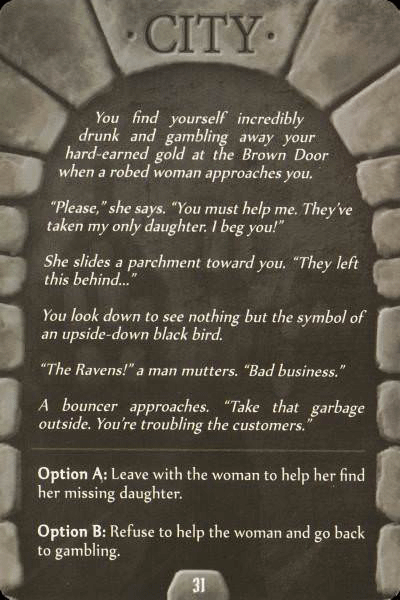 · CITY ·
You find yourself incredibly
drunk and gambling away your
hard-earned gold at the Brown Door
when a robed woman approaches you.
“Please,” she says. “You must help me. They’ve
taken my only daughter. I beg you!”
She slides a parchment toward you. “They left
this behind...”
You look down to see nothing but the symbol of
an upside-down black bird.
“The Ravens!” a man mutters. “Bad business.”
A bouncer approaches. “Take that garbage
outside. You’re troubling the customers.”
Option A: Leave with the woman to help her find
her missing daughter.
Option B: Refuse to help the woman and go back
to gambling.
31